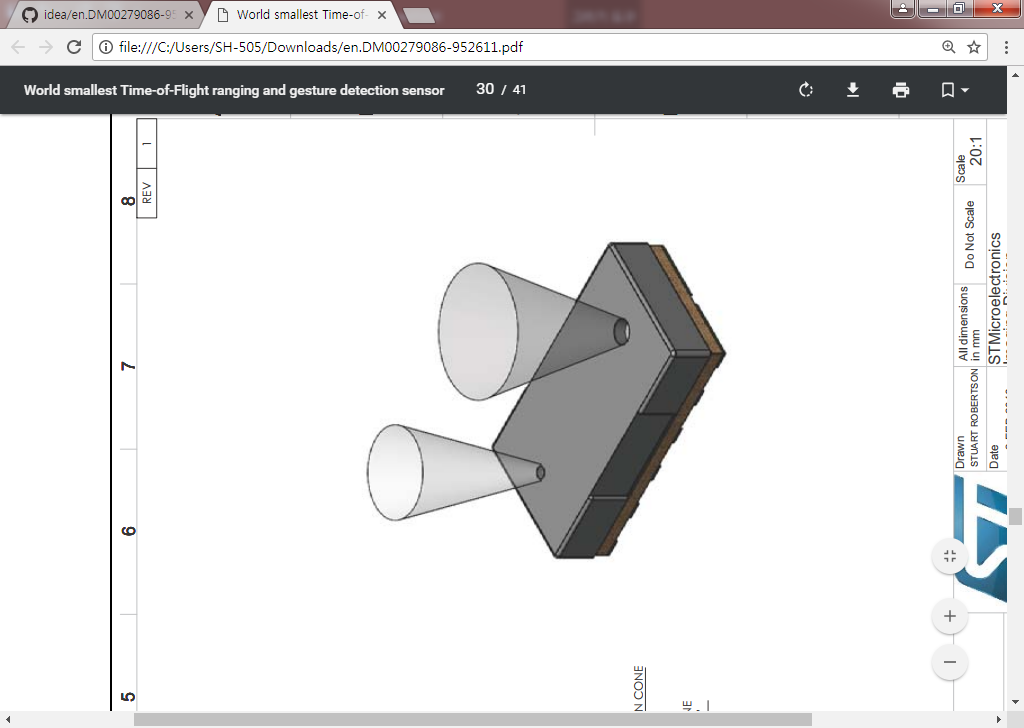 idea/en.DM00279086-95
World smallest Time-of-
file:///C:/Users/SH-505/Downloads/en.DM00279086-952611.pdf
World smallest Time-of-Flight ranging and gesture detection sensor
30 / 41
REV 1
8
7
6
5
Scale
20:1
Do Not Scale
All dimensions
in mm
STMicroelectronics
Drawn
STUART ROBERTSON
Date
N CONE